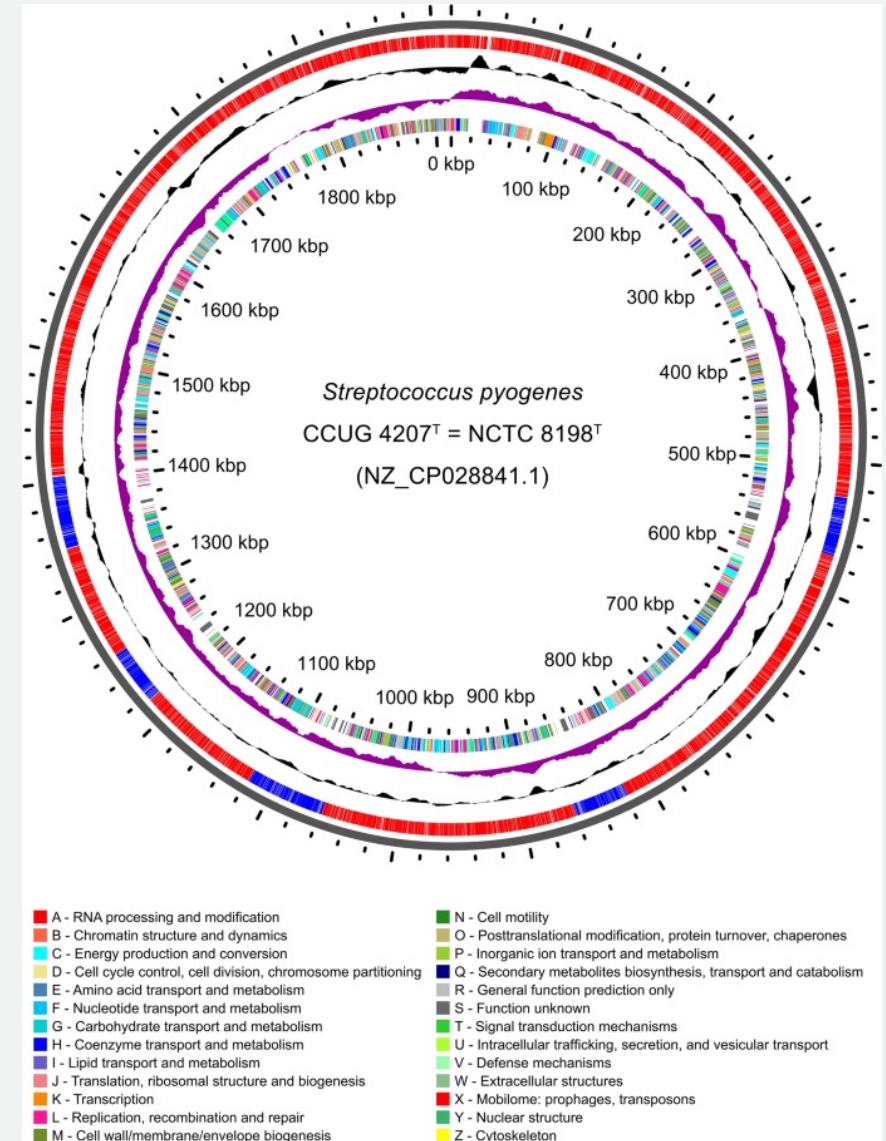 0 kbp
100 kbp
200 kbp
300 kbp
400 kbp
500 kbp
600 kbp
700 kbp
800 kbp
900 kbp
1000 kbp
1100 kbp
1200 kbp
1300 kbp
1400 kbp
1500 kbp
1600 kbp
1700 kbp
1800 kbp
Streptococcus pyogenes
CCUG 4207ᵀ = NCTC 8198ᵀ
(NZ_CP028841.1)
A - RNA processing and modification
B - Chromatin structure and dynamics
C - Energy production and conversion
D - Cell cycle control, cell division, chromosome partitioning
E - Amino acid transport and metabolism
F - Nucleotide transport and metabolism
G - Carbohydrate transport and metabolism
H - Coenzyme transport and metabolism
I - Lipid transport and metabolism
J - Translation, ribosomal structure and biogenesis
K - Transcription
L - Replication, recombination and repair
M - Cell wall/membrane/envelope biogenesis
N - Cell motility
O - Posttranslational modification, protein turnover, chaperones
P - Inorganic ion transport and metabolism
Q - Secondary metabolites biosynthesis, transport and catabolism
R - General function prediction only
S - Function unknown
T - Signal transduction mechanisms
U - Intracellular trafficking, secretion, and vesicular transport
V - Defense mechanisms
W - Extracellular structures
X - Mobilome: prophages, transposons
Y - Nuclear structure
Z - Cytoskeleton